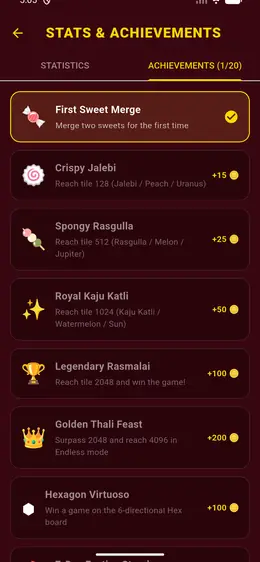 STATS & ACHIEVEMENTS
STATISTICS
ACHIEVEMENTS (1/20)
First Sweet Merge
Merge two sweets for the first time
Crispy Jalebi
Reach tile 128 (Jalebi / Peach / Uranus)
+15
Spongy Rasgulla
Reach tile 512 (Rasgulla / Melon /
Jupiter)
+25
Royal Kaju Katli
Reach tile 1024 (Kaju Katli /
Watermelon / Sun)
+50
Legendary Rasmalai
Reach tile 2048 and win the game!
+100
Golden Thali Feast
Surpass 2048 and reach 4096 in
Endless mode
+200
Hexagon Virtuoso
Win a game on the 6-directional Hex
board
+100